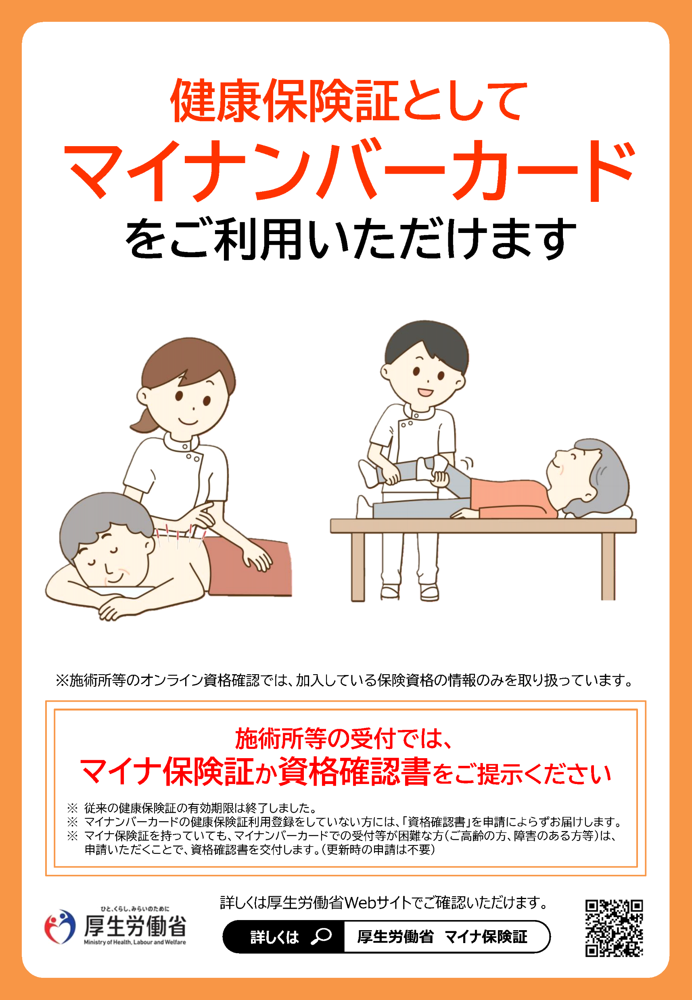 健康保険証として
マイナンバーカード
をご利用いただけます
※施術所等のオンライン資格確認では、加入している保険資格の情報のみを取り扱っています。
施術所等の受付では、
マイナ保険証か資格確認書をご提示ください
※ 従来の健康保険証の有効期限は終了しました。
※ マイナンバーカードの健康保険証利用登録をしていない方には、「資格確認書」を申請によらずお届けします。
※ マイナ保険証を持っていても、マイナンバーカードでの受付等が困難な方(ご高齢の方、障害のある方等)は、
申請いただくことで、資格確認書を交付します。(更新時の申請は不要)
詳しくは厚生労働省Webサイトでご確認いただけます。
ひと、くらし、みらいのために
厚生労働省
Ministry of Health, Labour and Welfare
詳しくは 厚生労働省 マイナ保険証